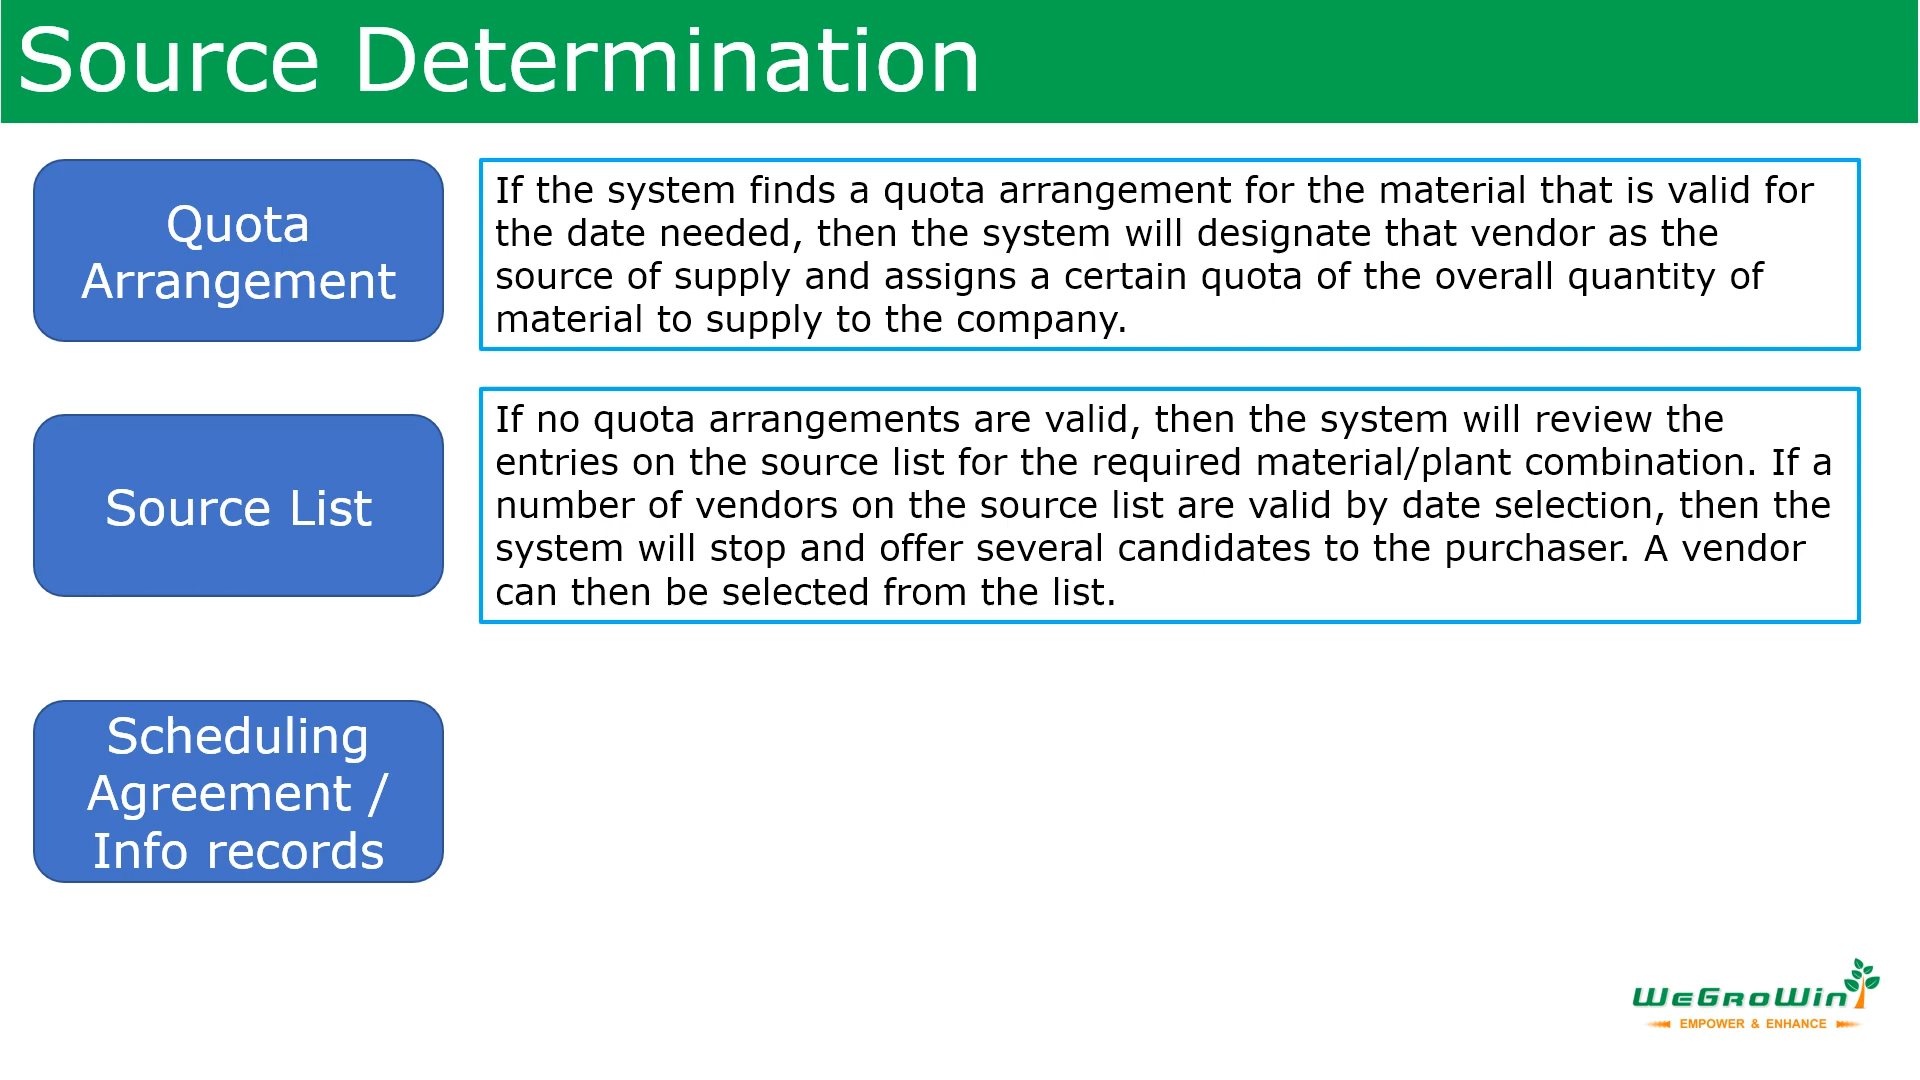 Source Determination
Quota
Arrangement
If the system finds a quota arrangement for the material that is valid for
the date needed, then the system will designate that vendor as the
source of supply and assigns a certain quota of the overall quantity of
material to supply to the company.
Source List
If no quota arrangements are valid, then the system will review the
entries on the source list for the required material/plant combination. If a
number of vendors on the source list are valid by date selection, then the
system will stop and offer several candidates to the purchaser. A vendor
can then be selected from the list.
Scheduling
Agreement /
Info records
WeGroWin
EMPOWER & ENHANCE